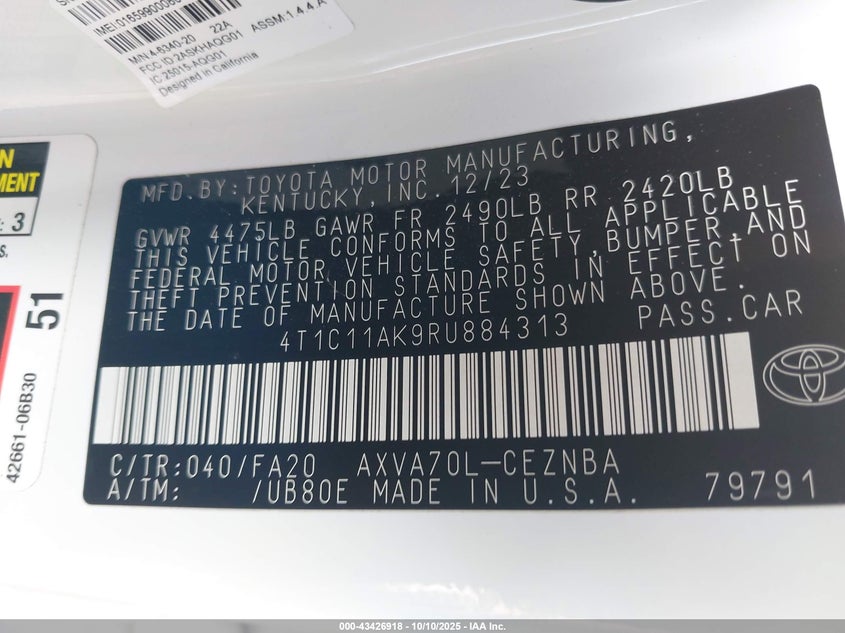 IMEI:01659900080
M/N A-6340-20 22A
FCC ID 2ASKHAQG01 ASSM:1.4.4.A
IC:25015-AQG01
Designed in California
MENT
: 3
S.
51
42661-06B30
MFD.BY:TOYOTA MOTOR MANUFACTURING,
KENTUCKY,INC.12/23
GVWR 4475LB GAWR FR 2490LB RR 2420LB
THIS VEHICLE CONFORMS TO ALL APPLICABLE
FEDERAL MOTOR VEHICLE SAFETY,BUMPER,AND
THEFT PREVENTION STANDARDS IN EFFECT ON
THE DATE OF MANUFACTURE SHOWN ABOVE.
4T1C11AK9RU884313 PASS.CAR
C/TR:040/FA20 AXVA70L-CEZNBA
A/TM: /UB80E MADE IN U.S.A. 79791
000-43426918 - 10/10/2025 - IAA Inc.